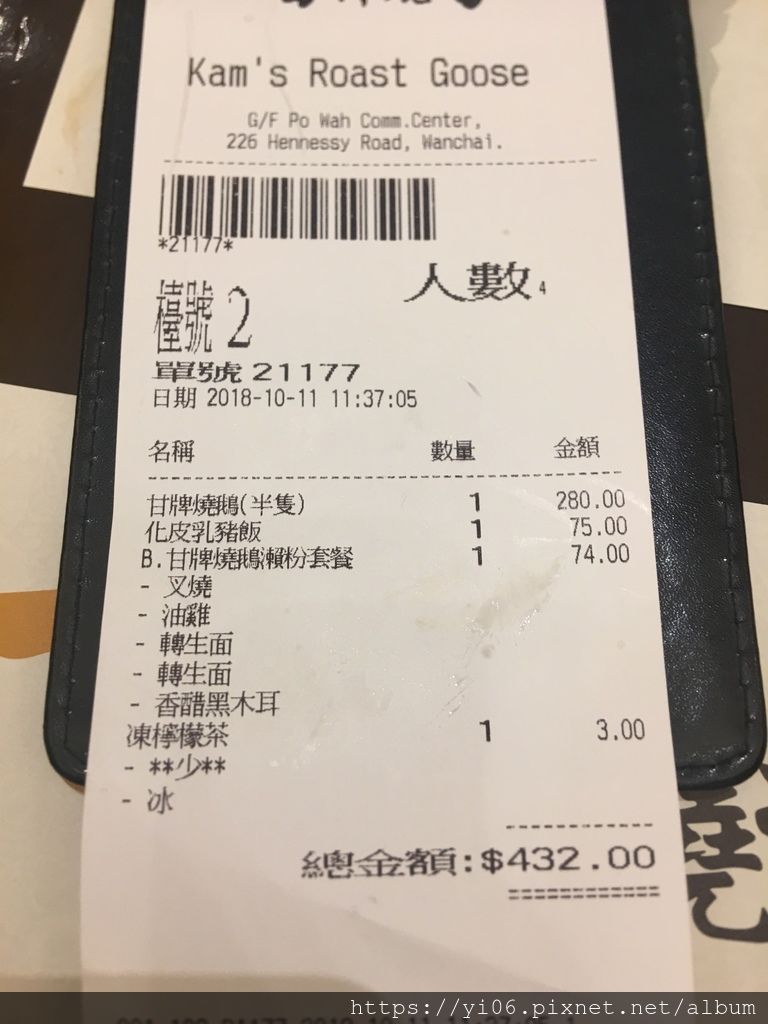 Kam's Roast Goose
G/F Po Wah Comm.Center,
226 Hennessy Road, Wanchai.
*21177*
人數 4
檯號 2
單號 21177
日期 2018-10-11 11:37:05
名稱 數量 金額
甘牌燒鵝(半隻) 1 280.00
化皮乳豬飯 1 75.00
B.甘牌燒鵝瀨粉套餐 1 74.00
- 叉燒
- 油雞
- 轉生面
- 轉生面
- 香醋黑木耳
凍檸檬茶 1 3.00
- **少**
- 冰
總金額:$432.00
https://yi06.pixnet.net/album